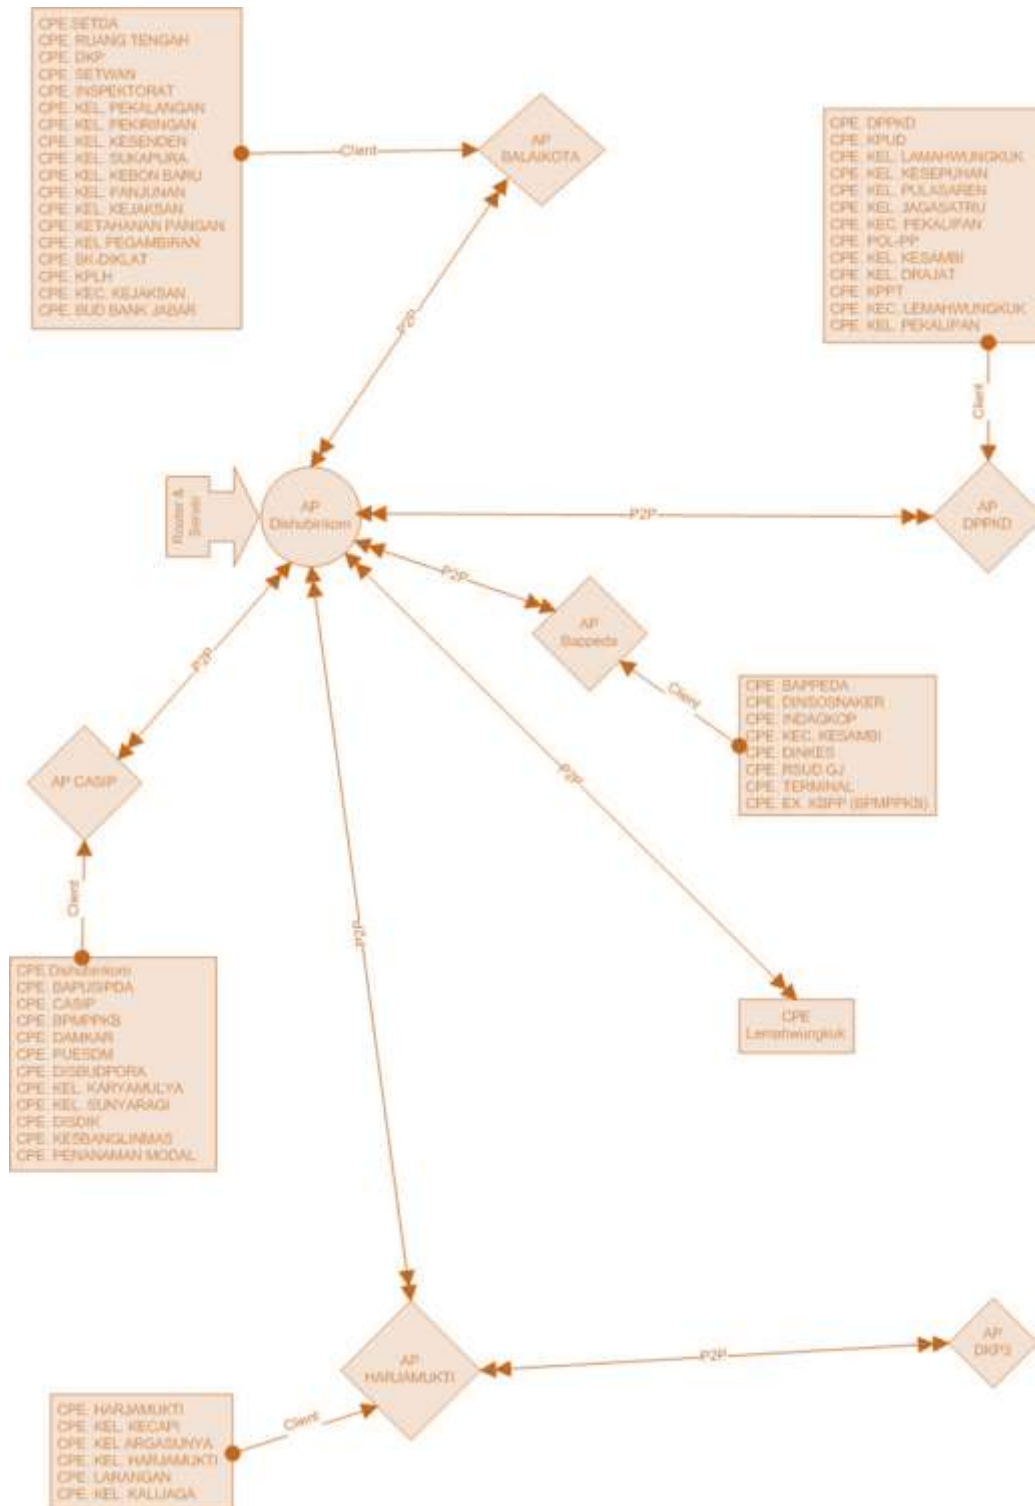 CPE SETDA
CPE. RUANG TENGAH
CPE. DKP
CPE. SETWAN
CPE. INSPEKTORAT
CPE. KEL. PEKALANGAN
CPE. KEL. PEKIRINGAN
CPE. KEL. KESENDEN
CPE. KEL. SUKAPURA
CPE. KEL. KEBON BARU
CPE. KEL. PANJUNAN
CPE. KEL. KEJAKSAN
CPE. KETAHANAN PANGAN
CPE. KEL PEGAMBIRAN
CPE. BK-DIKLAT
CPE. KPLH
CPE. KEC. KEJAKSAN
CPE. BUD BANK JABAR
Client
AP
BALAIKOTA
CPE. DPPKD
CPE. KPUD
CPE. KEL. LAMAHWUNGKUK
CPE. KEL. KESEPUHAN
CPE. KEL. PULASAREN
CPE. KEL. JAGASATRU
CPE. KEC. PEKALIPAN
CPE. POL-PP
CPE. KEL. KESAMBI
CPE. KEL. DRAJAT
CPE. KPPT
CPE. KEC. LEMAHWUNGKUK
CPE. KEL. PEKALIPAN
P2P
Client
Router &
Server
AP
Dishubinkom
P2P
AP
DPPKD
P2P
AP
Bappeda
P2P
Client
CPE. BAPPEDA
CPE. DINSOSNAKER
CPE. INDAGKOP
CPE. KEC. KESAMBI
CPE. DINKES
CPE. RSUD GJ
CPE. TERMINAL
CPE. EX. KBPP (BPMPPKB)
AP CASIP
P2P
Client
P2P
CPE Dishubinkom
CPE. BAPUSIPDA
CPE. CASIP
CPE. BPMPPKB
CPE. DAMKAR
CPE. PUESDM
CPE. DISBUDPORA
CPE. KEL. KARYAMULYA
CPE. KEL. SUNYARAGI
CPE. DISDIK
CPE. KESBANGLINMAS
CPE. PENANAMAN MODAL
CPE
Lemahwungkuk
AP
HARJAMUKTI
P2P
AP
DKP3
Client
CPE. HARJAMUKTI
CPE. KEL. KECAPI
CPE. KEL ARGASUNYA
CPE. KEL. HARJAMUKTI
CPE. LARANGAN
CPE. KEL. KALIJAGA